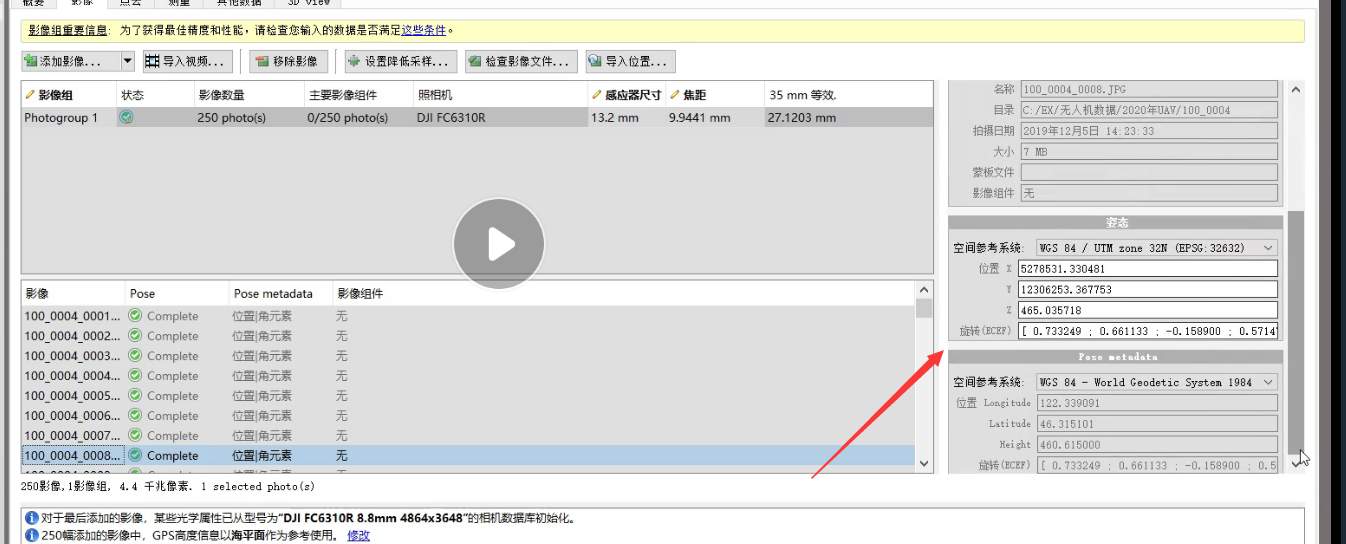 概要 影像 点云 测量 其他数据 3D view
影像组重要信息: 为了获得最佳精度和性能，请检查您输入的数据是否满足这些条件。
添加影像... 导入视频... 移除影像 设置降低采样... 检查影像文件... 导入位置...
影像组 状态 影像数量 主要影像组件 照相机 感应器尺寸 焦距 35 mm 等效.
Photogroup 1 250 photo(s) 0/250 photo(s) DJI FC6310R 13.2 mm 9.9441 mm 27.1203 mm
影像 Pose Pose metadata 影像组件
100_0004_0001... Complete 位置|角元素 无
100_0004_0002... Complete 位置|角元素 无
100_0004_0003... Complete 位置|角元素 无
100_0004_0004... Complete 位置|角元素 无
100_0004_0005... Complete 位置|角元素 无
100_0004_0006... Complete 位置|角元素 无
100_0004_0007... Complete 位置|角元素 无
100_0004_0008... Complete 位置|角元素 无
250影像,1影像组, 4.4 千兆像素. 1 selected photo(s)
名称 100_0004_0008.JPG
目录 C:/EX/无人机数据/2020年UAV/100_0004
拍摄日期 2019年12月5日 14:23:33
大小 7 MB
蒙板文件
影像组件 无
姿态
空间参考系统: WGS 84 / UTM zone 32N (EPSG:32632)
位置 X 5278531.330481
Y 12306253.367753
Z 465.035718
旋转(ECEF) [ 0.733249 ; 0.661133 ; -0.158900 ; 0.5714
Pose metadata
空间参考系统: WGS 84 - World Geodetic System 1984
位置 Longitude 122.339091
Latitude 46.315101
Height 460.615000
旋转(ECEF) [ 0.733249 ; 0.661133 ; -0.158900 ; 0.5
对于最后添加的影像，某些光学属性已从型号为“DJI FC6310R 8.8mm 4864x3648”的相机数据库初始化。
250幅添加的影像中，GPS高度信息以海平面作为参考使用。 修改